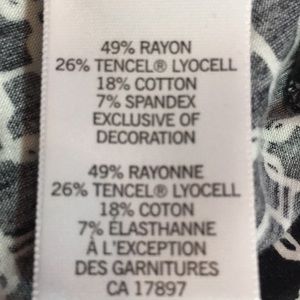 49% RAYON
26% TENCEL® LYOCELL
18% COTTON
7% SPANDEX
EXCLUSIVE OF
DECORATION
49% RAYONNE
26% TENCEL® LYOCELL
18% COTON
7% ÉLASTHANNE
À L'EXCEPTION
DES GARNITURES
CA 17897